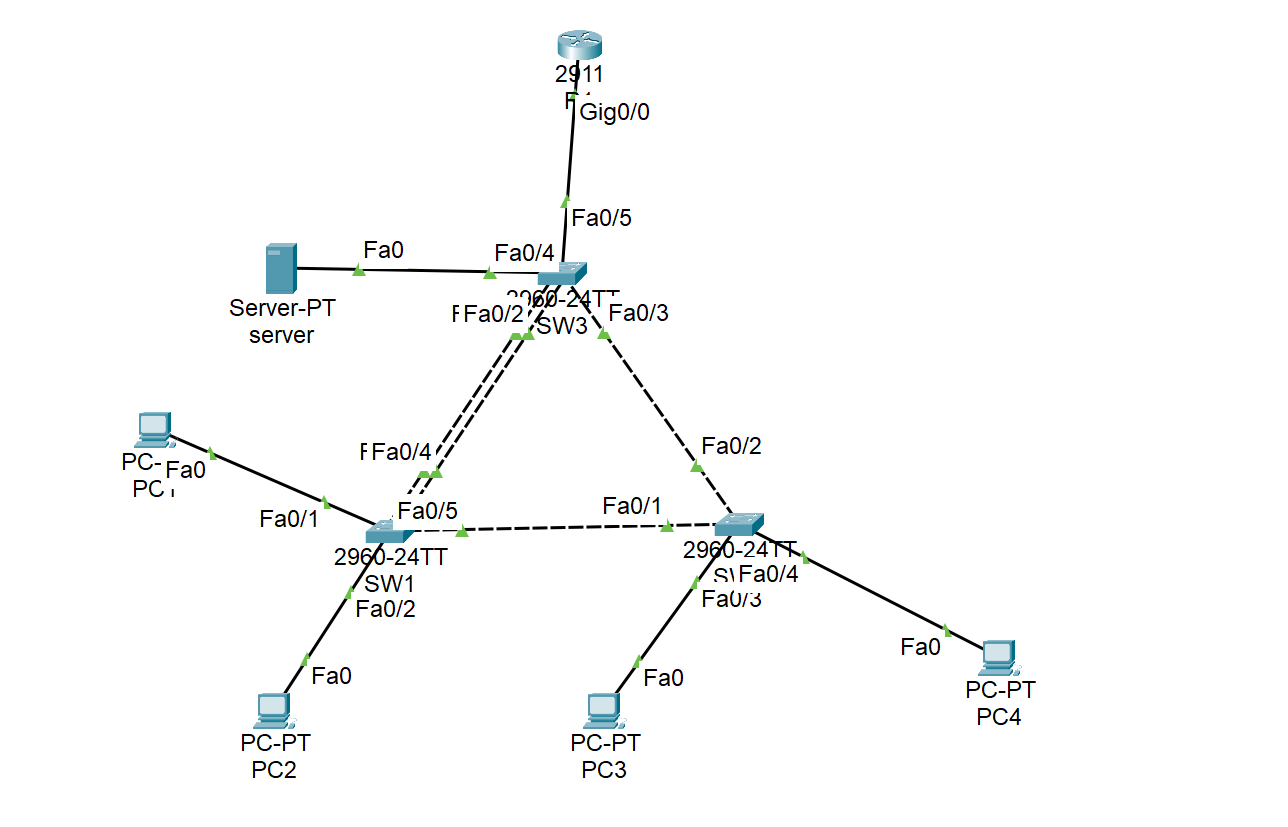 2911
Gig0/0
Fa0/5
Fa0
Fa0/4
Server-PT
server
2960-24TT
SW3
Fa0/2
Fa0/3
Fa0/4
Fa0/2
Fa0
Fa0/1
Fa0/5
Fa0/1
2960-24TT
SW1
Fa0/2
2960-24TT
Fa0/4
Fa0/3
Fa0
PC-PT
PC2
Fa0
PC-PT
PC3
Fa0
PC-PT
PC4